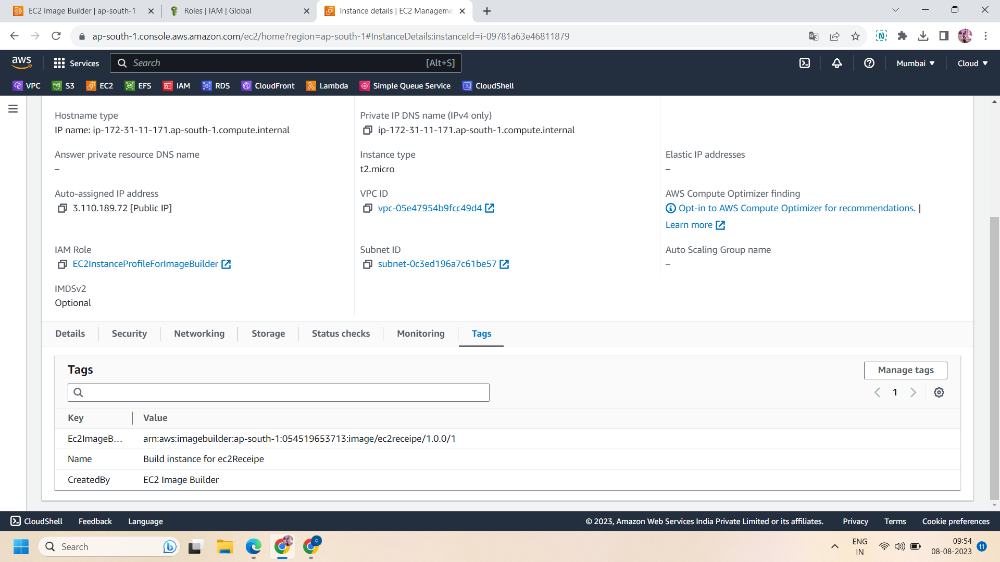 EC2 Image Builder | ap-south-1
Roles | IAM | Global
Instance details | EC2 Manageme
ap-south-1.console.aws.amazon.com/ec2/home?region=ap-south-1#InstanceDetails:instanceId=i-09781a63e46811879
aws
Services
Search
[Alt+S]
Mumbai
Cloud
VPC
S3
EC2
EFS
IAM
RDS
CloudFront
Lambda
Simple Queue Service
CloudShell
Hostname type
IP name: ip-172-31-11-171.ap-south-1.compute.internal
Private IP DNS name (IPv4 only)
ip-172-31-11-171.ap-south-1.compute.internal
Answer private resource DNS name
–
Instance type
t2.micro
Elastic IP addresses
–
Auto-assigned IP address
3.110.189.72 [Public IP]
VPC ID
vpc-05e47954b9fcc49d4
AWS Compute Optimizer finding
Opt-in to AWS Compute Optimizer for recommendations. |
Learn more
IAM Role
EC2InstanceProfileForImageBuilder
Subnet ID
subnet-0c3ed196a7c61be57
Auto Scaling Group name
–
IMDSv2
Optional
Details
Security
Networking
Storage
Status checks
Monitoring
Tags
Tags
Manage tags
1
Key
Value
Ec2ImageB...
arn:aws:imagebuilder:ap-south-1:054519653713:image/ec2receipe/1.0.0/1
Name
Build instance for ec2Receipe
CreatedBy
EC2 Image Builder
CloudShell
Feedback
Language
© 2023, Amazon Web Services India Private Limited or its affiliates.
Privacy
Terms
Cookie preferences
Search
C
ENG
IN
09:54
08-08-2023
11